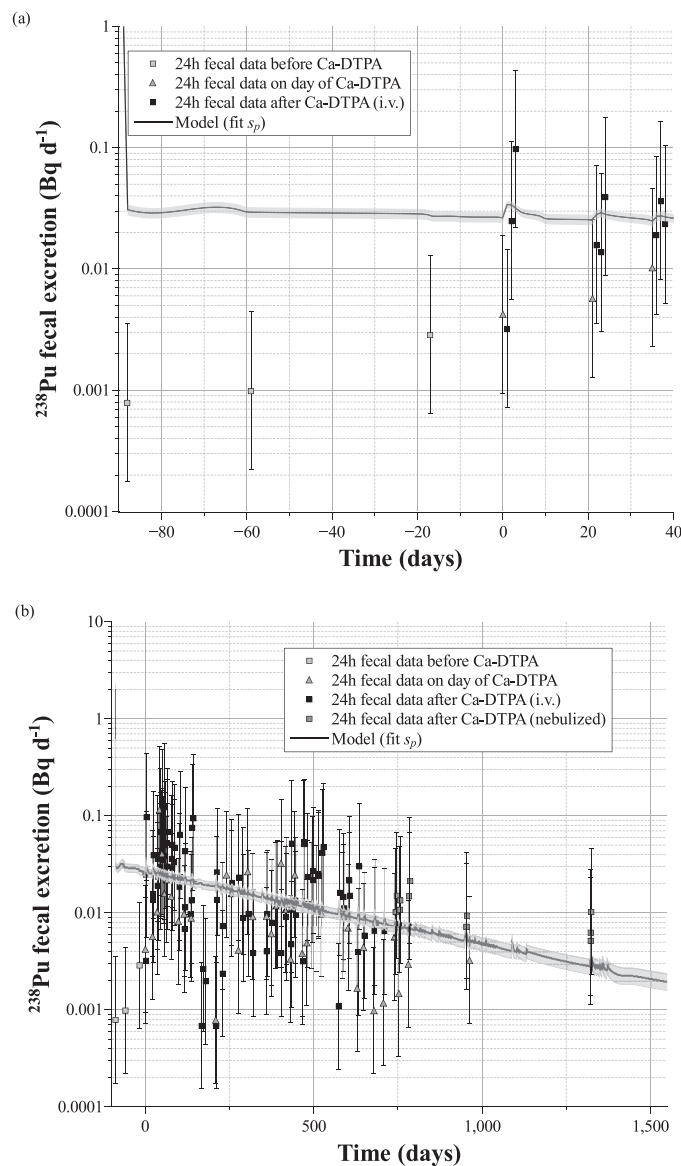 (a)
1
0.1
0.01
0.001
0.0001
²³⁸Pu fecal excretion (Bq d⁻¹)
24h fecal data before Ca-DTPA
24h fecal data on day of Ca-DTPA
24h fecal data after Ca-DTPA (i.v.)
Model (fit sₚ)
−80 −60 −40 −20 0 20 40
Time (days)
(b)
10
1
0.1
0.01
0.001
0.0001
²³⁸Pu fecal excretion (Bq d⁻¹)
24h fecal data before Ca-DTPA
24h fecal data on day of Ca-DTPA
24h fecal data after Ca-DTPA (i.v.)
24h fecal data after Ca-DTPA (nebulized)
Model (fit sₚ)
0 500 1,000 1,500
Time (days)